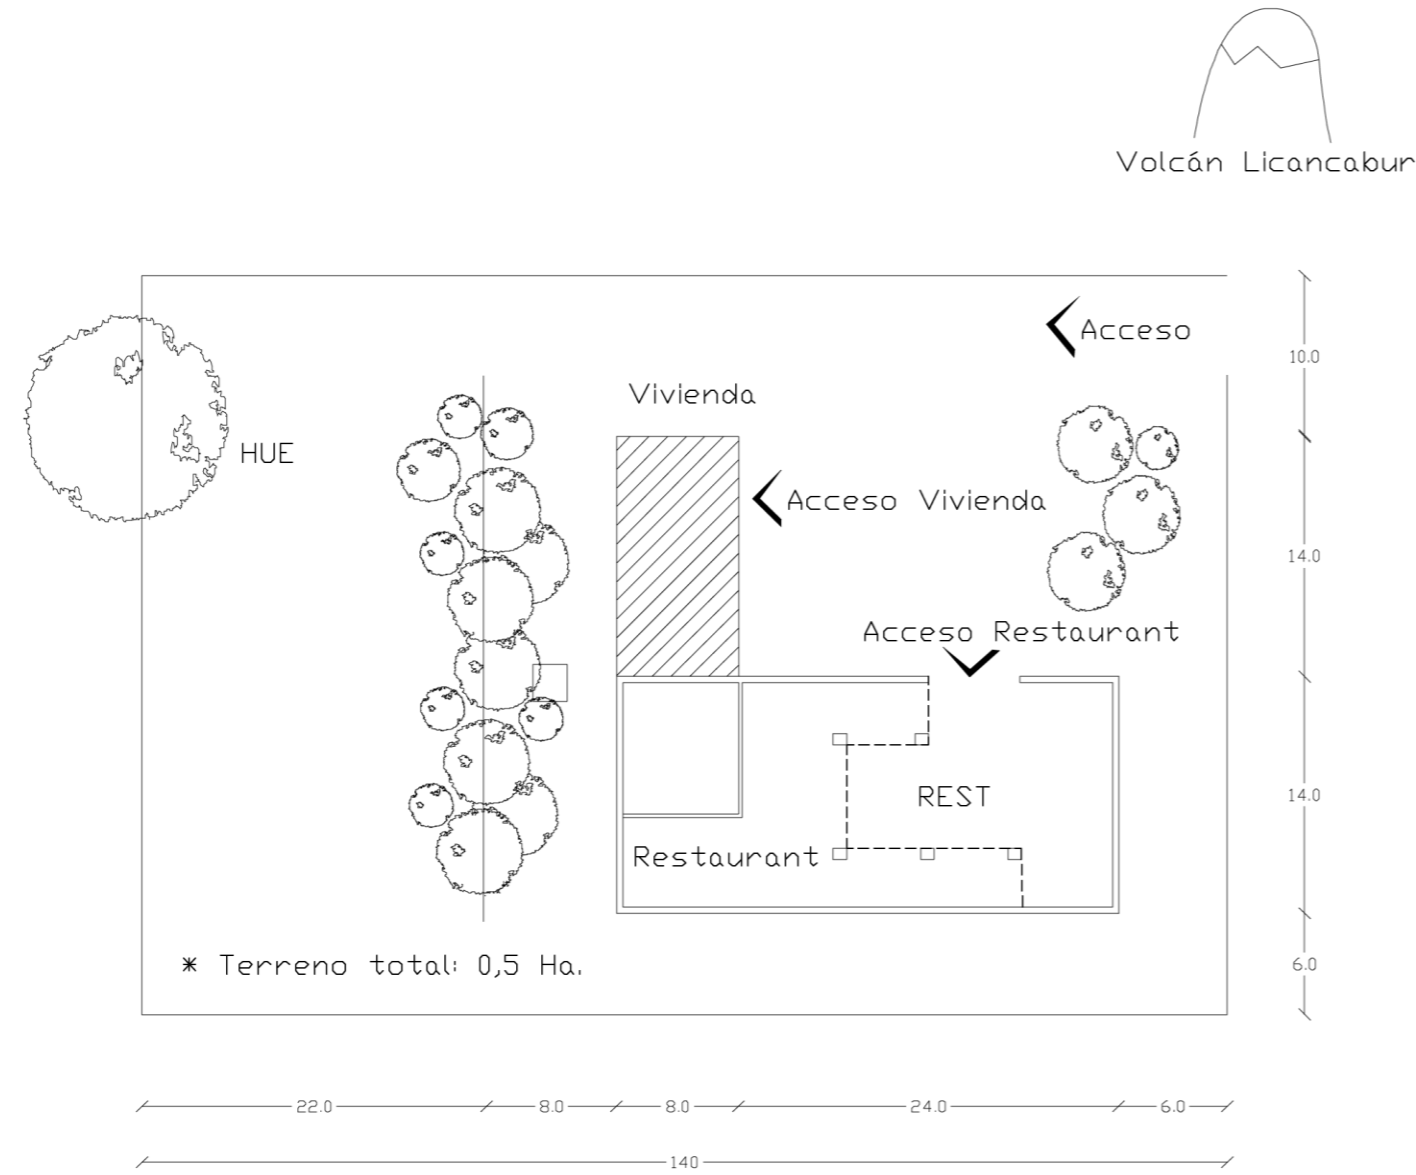 Volcán Licancabur
Acceso
10.0
Vivienda
HUE
Acceso Vivienda
14.0
Acceso Restaurant
REST
14.0
Restaurant
* Terreno total: 0,5 Ha.
6.0
22.0
8.0
8.0
24.0
6.0
140